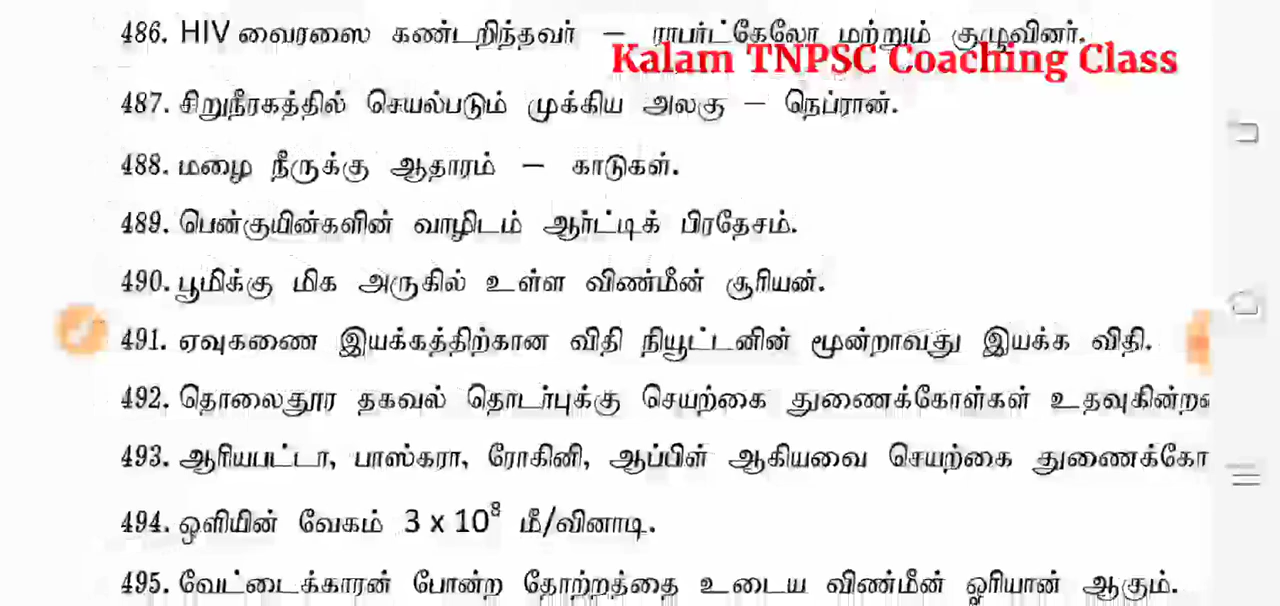 486. HIV வைரஸை கண்டறிந்தவர் – ராபர்ட்கேலோ மற்றும் குழுவினர்.
Kalam TNPSC Coaching Class
487. சிறுநீரகத்தில் செயல்படும் முக்கிய அலகு – நெப்ரான்.
488. மழை நீருக்கு ஆதாரம் – காடுகள்.
489. பென்குயின்களின் வாழிடம் ஆர்ட்டிக் பிரதேசம்.
490. பூமிக்கு மிக அருகில் உள்ள விண்மீன் சூரியன்.
491. ஏவுகணை இயக்கத்திற்கான விதி நியூட்டனின் மூன்றாவது இயக்க விதி.
492. தொலைதூர தகவல் தொடர்புக்கு செயற்கை துணைக்கோள்கள் உதவுகின்ற
493. ஆரியபட்டா, பாஸ்கரா, ரோகினி, ஆப்பிள் ஆகியவை செயற்கை துணைக்கோ
494. ஒளியின் வேகம் 3 x 10⁸ மீ/வினாடி.
495. வேட்டைக்காரன் போன்ற தோற்றத்தை உடைய விண்மீன் ஓரியான் ஆகும்.